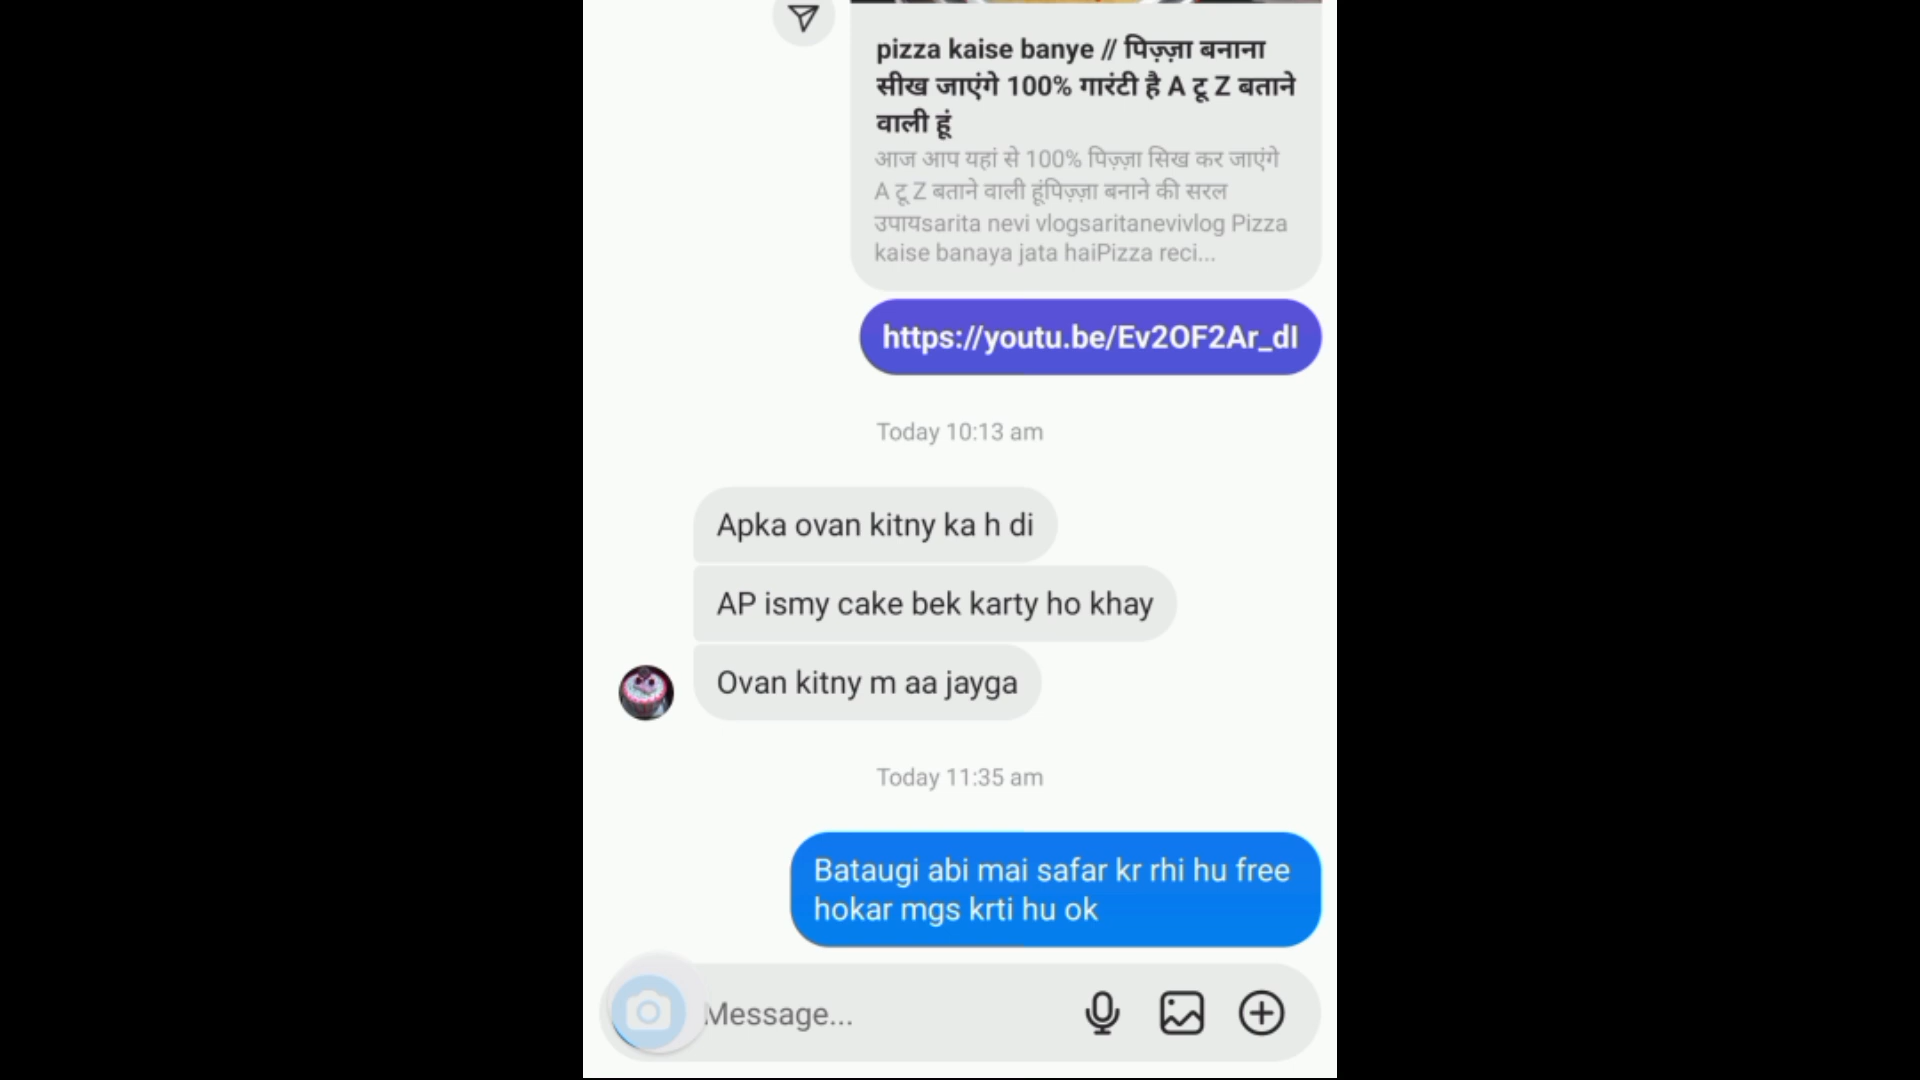 pizza kaise banye // पिज़्ज़ा बनाना
सीख जाएंगे 100% गारंटी है A टू Z बताने
वाली हूं
आज आप यहां से 100% पिज़्ज़ा सिख कर जाएंगे
A टू Z बताने वाली हूंपिज़्ज़ा बनाने की सरल
उपायsarita nevi vlogsaritanevivlog Pizza
kaise banaya jata haiPizza reci...
https://youtu.be/Ev2OF2Ar_dI
Today 10:13 am
Apka ovan kitny ka h di
AP ismy cake bek karty ho khay
Ovan kitny m aa jayga
Today 11:35 am
Bataugi abi mai safar kr rhi hu free
hokar mgs krti hu ok
Message...